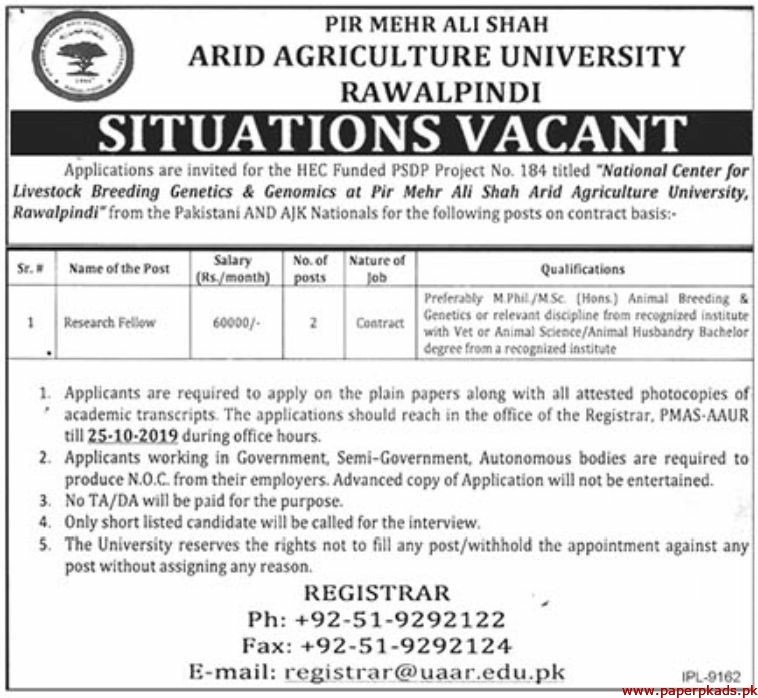 PIR MEHR ALI SHAH
ARID AGRICULTURE UNIVERSITY
RAWALPINDI
SITUATIONS VACANT
Applications are invited for the HEC Funded PSDP Project No. 184 titled "National Center for
Livestock Breeding Genetics & Genomics at Pir Mehr Ali Shah Arid Agriculture University,
Rawalpindi" from the Pakistani AND AJK Nationals for the following posts on contract basis:-
Sr. # Name of the Post Salary (Rs./month) No. of posts Nature of Job Qualifications
1 Research Fellow 60000/- 2 Contract Preferably M.Phil./M.Sc. (Hons.) Animal Breeding &
Genetics or relevant discipline from recognized institute
with Vet or Animal Science/Animal Husbandry Bachelor
degree from a recognized institute
1. Applicants are required to apply on the plain papers along with all attested photocopies of
academic transcripts. The applications should reach in the office of the Registrar, PMAS-AAUR
till 25-10-2019 during office hours.
2. Applicants working in Government, Semi-Government, Autonomous bodies are required to
produce N.O.C. from their employers. Advanced copy of Application will not be entertained.
3. No TA/DA will be paid for the purpose.
4. Only short listed candidate will be called for the interview.
5. The University reserves the rights not to fill any post/withhold the appointment against any
post without assigning any reason.
REGISTRAR
Ph: +92-51-9292122
Fax: +92-51-9292124
E-mail: registrar@uaar.edu.pk
IPL-9162
www.paperpkads.pk